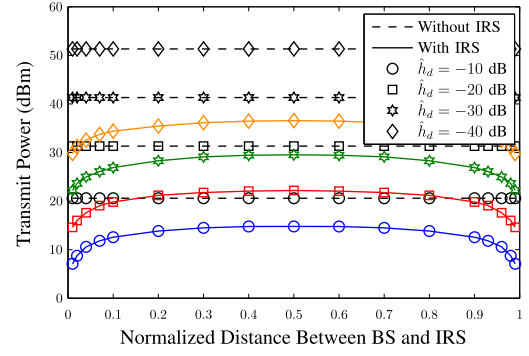 60
50
40
30
20
10
0
Transmit Power (dBm)
Without IRS
With IRS
ĥ_d = −10 dB
ĥ_d = −20 dB
ĥ_d = −30 dB
ĥ_d = −40 dB
0 0.1 0.2 0.3 0.4 0.5 0.6 0.7 0.8 0.9 1
Normalized Distance Between BS and IRS